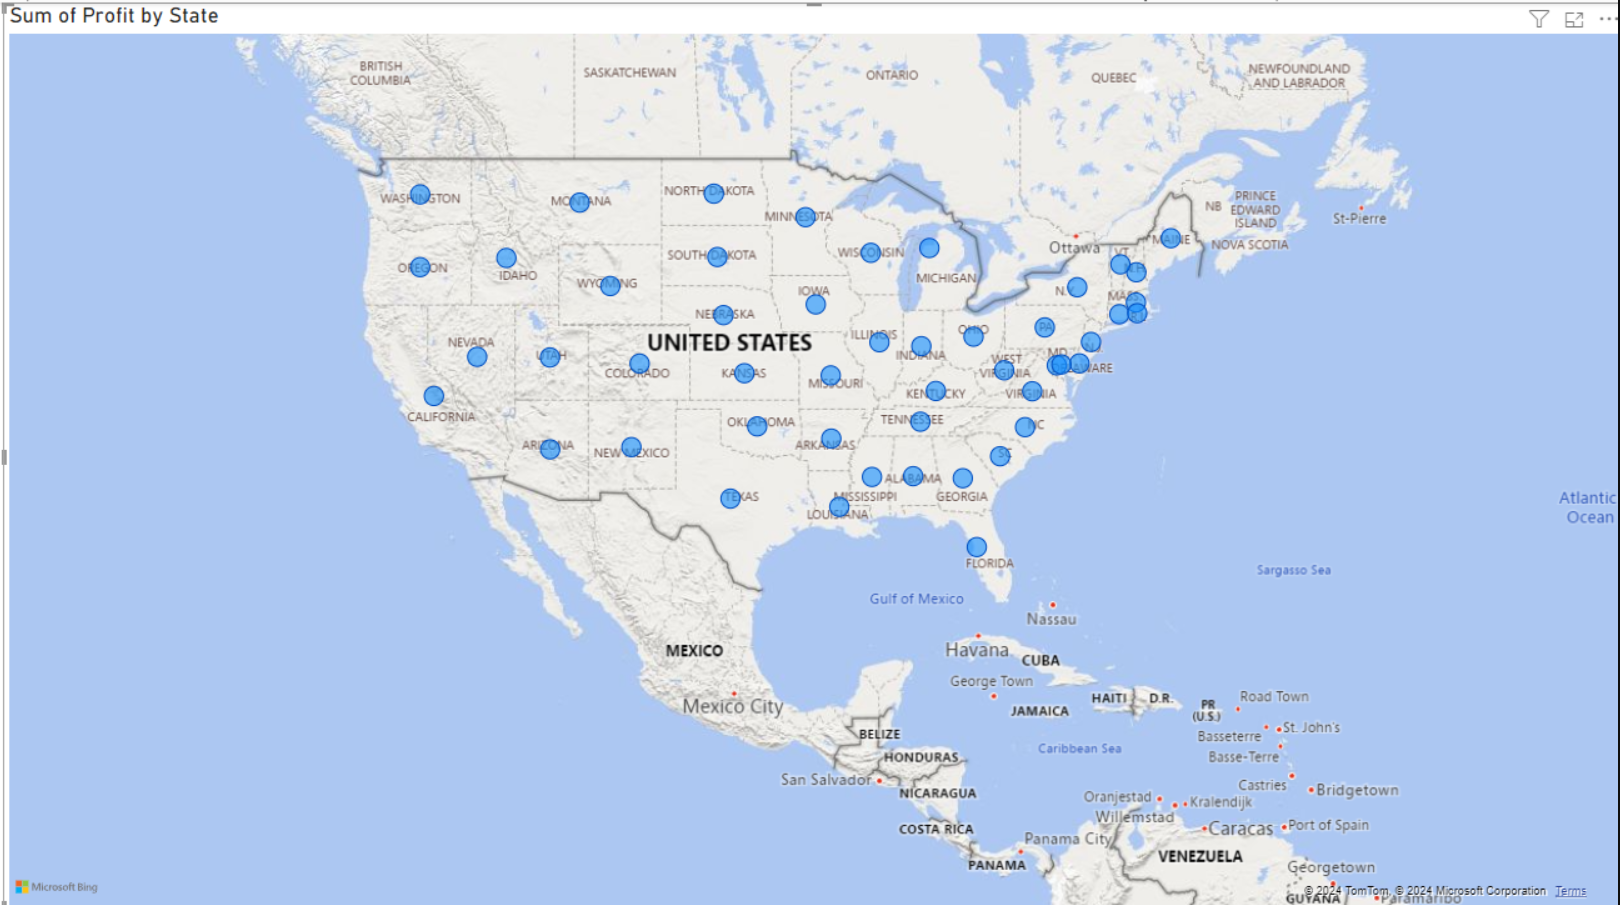 Sum of Profit by State
BRITISH
COLUMBIA
SASKATCHEWAN
ONTARIO
QUEBEC
NEWFOUNDLAND
AND LABRADOR
WASHINGTON
MONTANA
NORTH DAKOTA
MINNESOTA
NB
PRINCE
EDWARD
ISLAND
St-Pierre
Ottawa
MAINE
NOVA SCOTIA
OREGON
IDAHO
SOUTH DAKOTA
WISCONSIN
MICHIGAN
VT
N.H.
WYOMING
IOWA
N.Y.
MASS
NEBRASKA
R.I.
NEVADA
UTAH
UNITED STATES
ILLINOIS
INDIANA
OHIO
PA
N.J.
COLORADO
KANSAS
MISSOURI
WEST
VIRGINIA
MD
DELAWARE
KENTUCKY
VIRGINIA
CALIFORNIA
OKLAHOMA
TENNESSEE
NC
ARIZONA
NEW MEXICO
ARKANSAS
SC
TEXAS
ALABAMA
MISSISSIPPI
GEORGIA
LOUISIANA
Atlantic
Ocean
FLORIDA
Sargasso Sea
Gulf of Mexico
Nassau
MEXICO
Havana
CUBA
George Town
HAITI
D.R.
PR
(U.S.)
Road Town
Mexico City
JAMAICA
St. John's
BELIZE
Basseterre
Caribbean Sea
Basse-Terre
HONDURAS
San Salvador
Castries
NICARAGUA
Bridgetown
Oranjestad
Kralendijk
Willemstad
COSTA RICA
Caracas
Port of Spain
Panama City
PANAMA
VENEZUELA
Georgetown
Microsoft Bing
© 2024 TomTom, © 2024 Microsoft Corporation Terms
GUYANA
Paramaribo